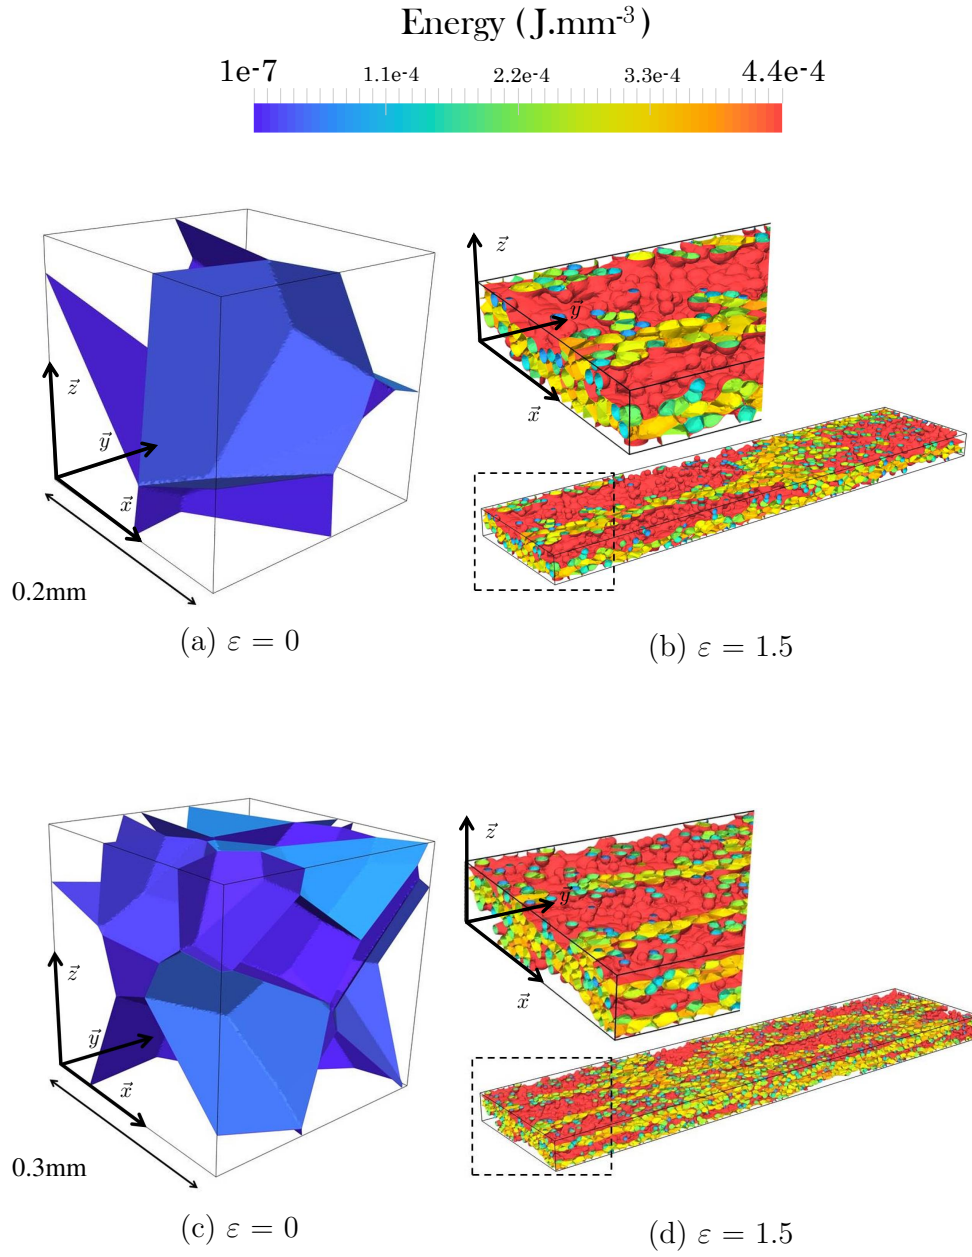 Energy (J.mm⁻³)
1e-7 1.1e-4 2.2e-4 3.3e-4 4.4e-4
z⃗
y⃗
x⃗
0.2mm
(a) ε = 0
z⃗
y⃗
x⃗
(b) ε = 1.5
z⃗
y⃗
x⃗
0.3mm
(c) ε = 0
z⃗
y⃗
x⃗
(d) ε = 1.5